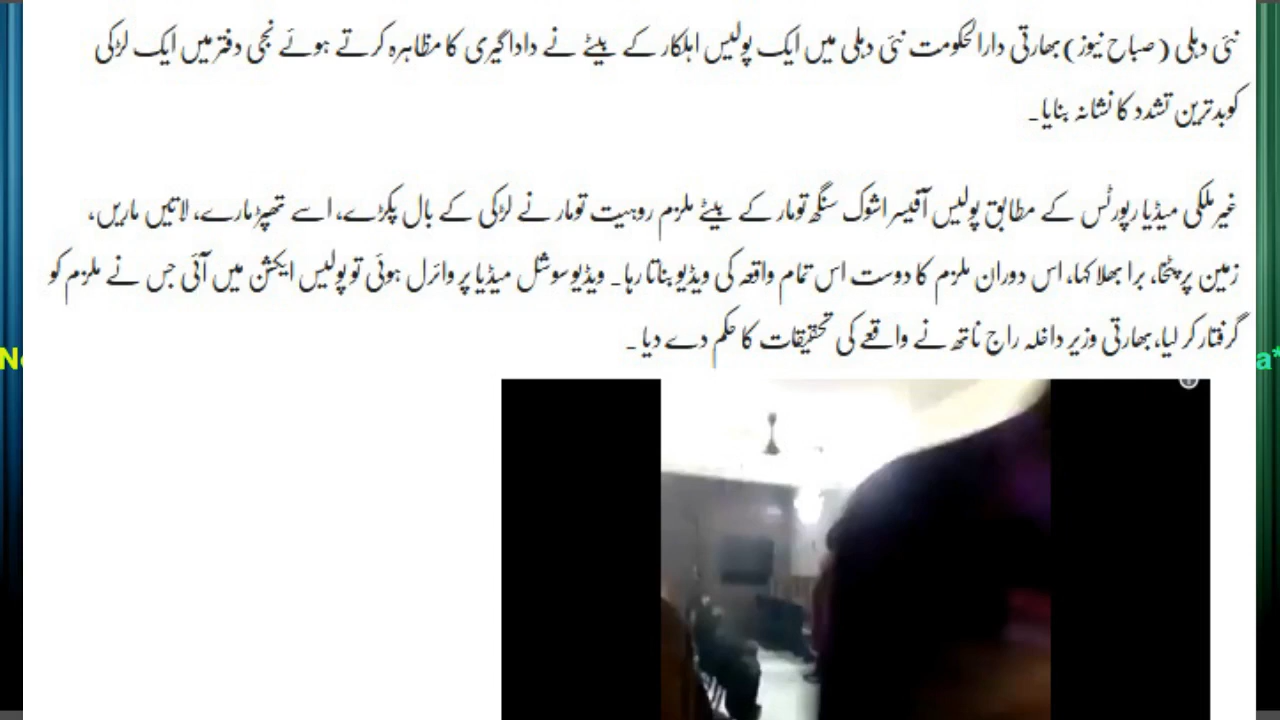 نئی دہلی (صباح نیوز) بھارتی دارالحکومت نئی دہلی میں ایک پولیس اہلکار کے بیٹے نے داداگیری کا مظاہرہ کرتے ہوئے نجی دفتر میں ایک لڑکی
کو بدترین تشدد کا نشانہ بنایا۔
غیر ملکی میڈیا رپورٹس کے مطابق پولیس آفیسر اشوک سنگھ تومار کے بیٹے ملزم روہیت تومار نے لڑکی کے بال پکڑے، اسے تھپڑ مارے، لاتیں ماریں،
زمین پر پٹخا، برا بھلا کہا، اس دوران ملزم کا دوست اس تمام واقعہ کی ویڈیو بناتا رہا۔ ویڈیو سوشل میڈیا پر وائرل ہوئی تو پولیس ایکشن میں آئی جس نے ملزم کو
گرفتار کر لیا، بھارتی وزیر داخلہ راج ناتھ نے واقعے کی تحقیقات کا حکم دے دیا ۔